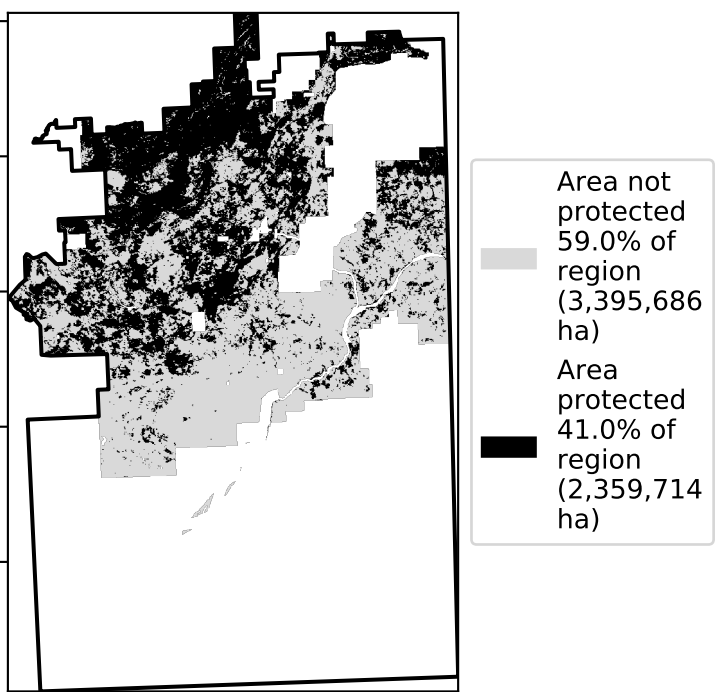 Area not
protected
59.0% of
region
(3,395,686
ha)
Area
protected
41.0% of
region
(2,359,714
ha)